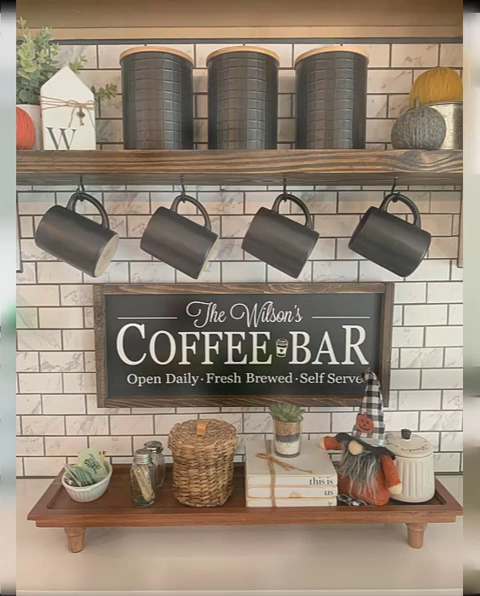 W
The Wilson's
COFFEE BAR
Open Daily · Fresh Brewed · Self Serve
this is
us